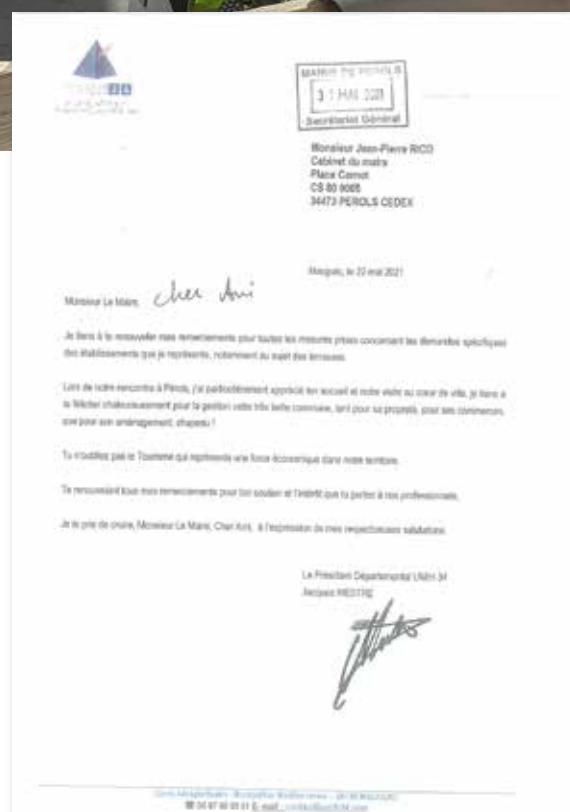 MAIRIE DE PEROLS
3 1 MAI 2021
Secrétariat Général
Monsieur Jean-Pierre RICO
Cabinet du maire
Place Carnot
CS 80 0005
34473 PEROLS CEDEX
Mauguio, le 22 mai 2021
Monsieur Le Maire, Cher Ami
Je tiens à te renouveller mes remerciements pour toutes les mesures prises concernant les demandes spécifiques
des établissements que je représente, notamment au sujet des terrasses.
Lors de notre rencontre à Pérols, j'ai particulièrement apprécié ton accueil et notre visite au coeur de ville, je tiens à
te féliciter chaleureusement pour la gestion votre très belle commune, tant pour sa propreté, pour ses commerces,
que pour son aménagement, chapeau !
Tu n'oublies pas le Tourisme qui représente une force économique dans notre territoire.
Te renouvelant tous mes remerciements pour ton soutien et l'intérêt que tu portes à nos professionnels.
Je te prie de croire, Monsieur Le Maire, Cher Ami, à l'expression de mes respectueuses salutations.
Le Président Départemental UMIH 34
Jacques MESTRE